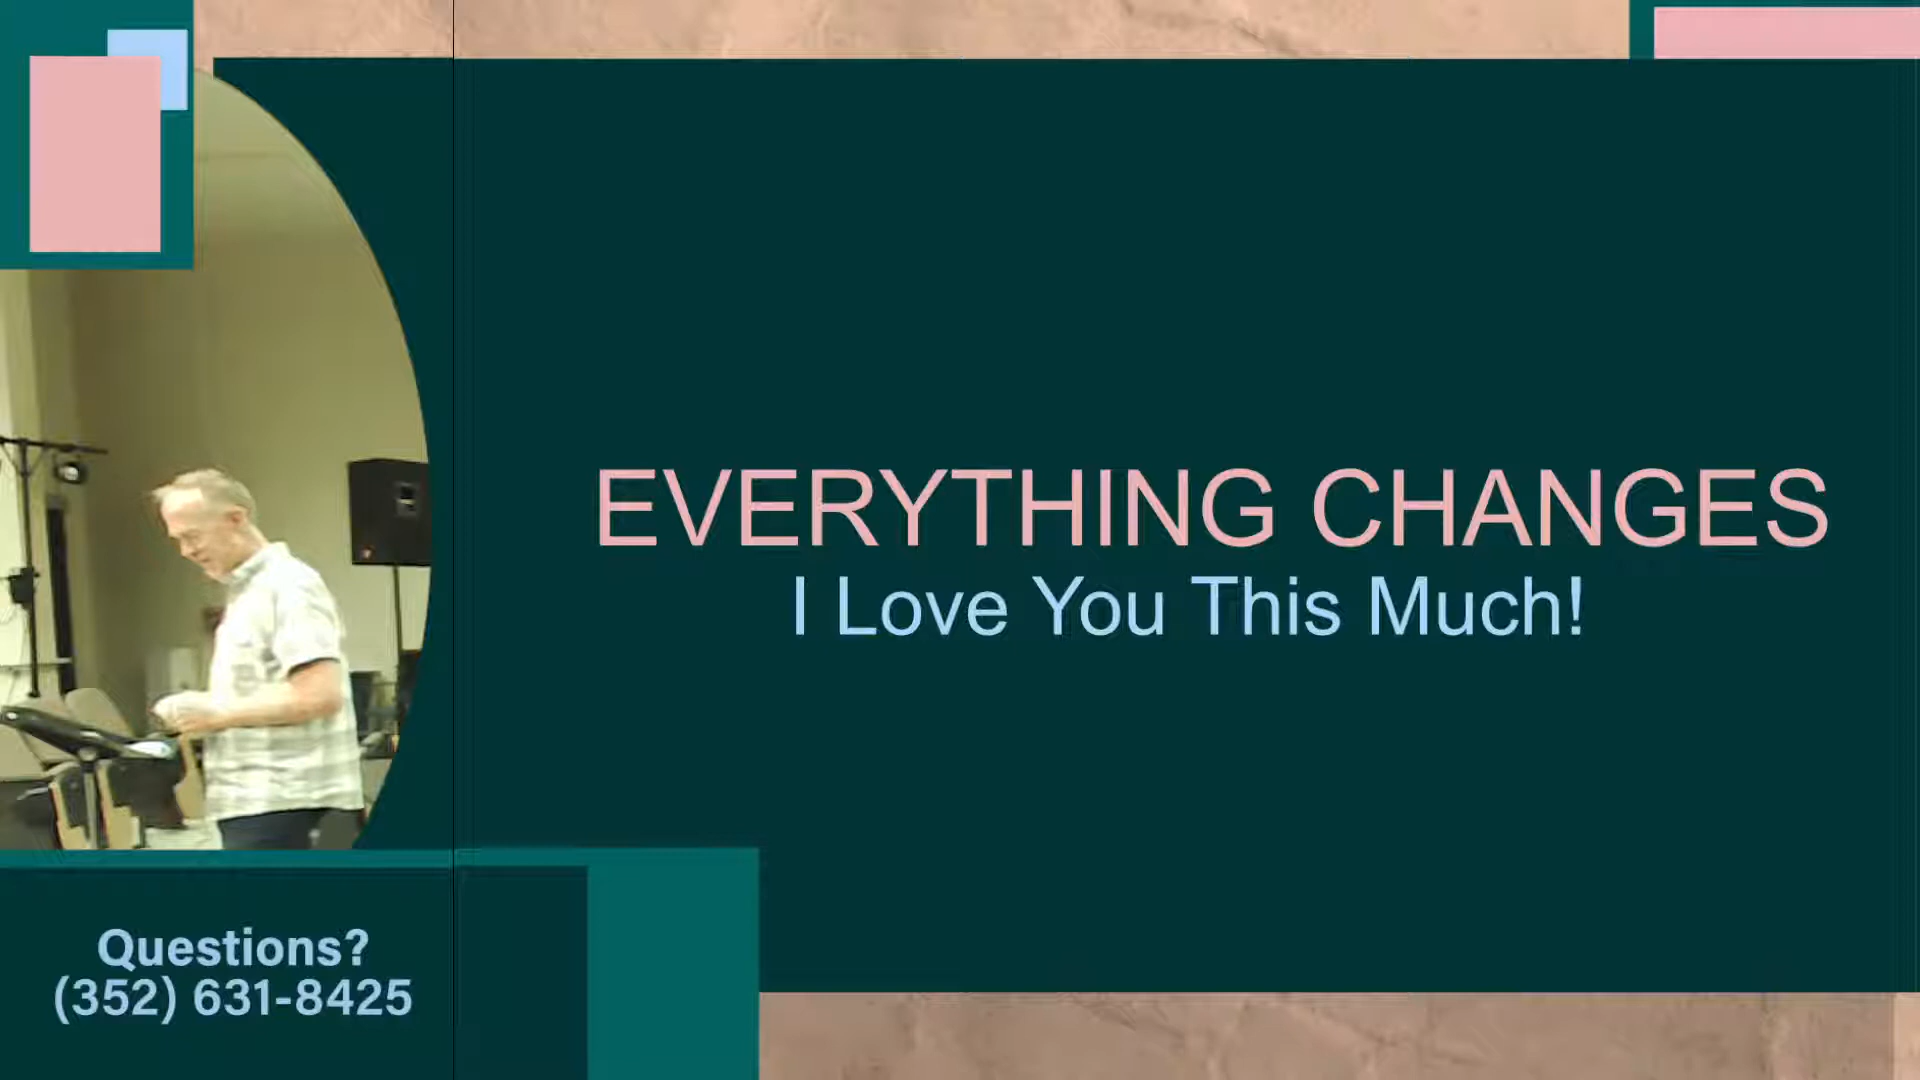 EVERYTHING CHANGES
I Love You This Much!
Questions?
(352) 631-8425